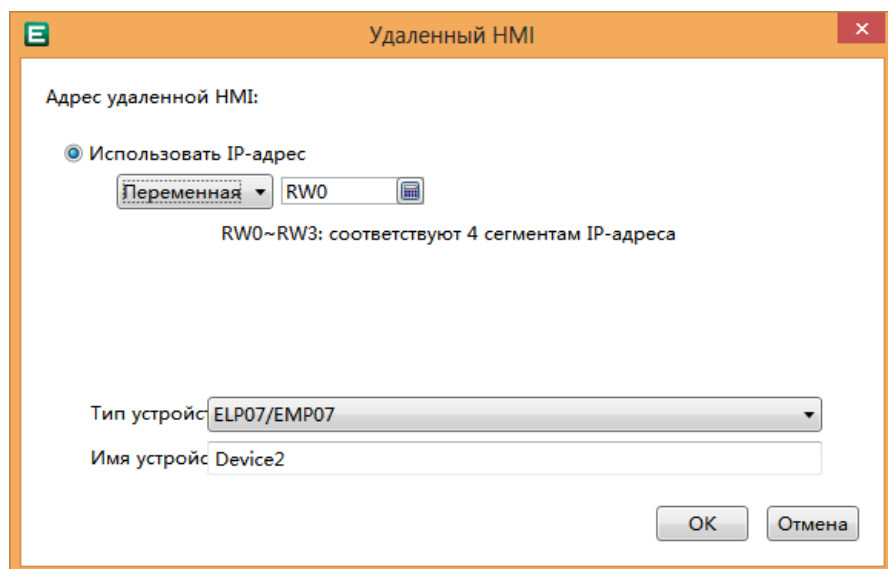 E
Удаленный HMI
Адрес удаленной HMI:
Использовать IP-адрес
Переменная RW0
RW0~RW3: соответствуют 4 сегментам IP-адреса
Тип устройст ELP07/EMP07
Имя устройс Device2
OK Отмена